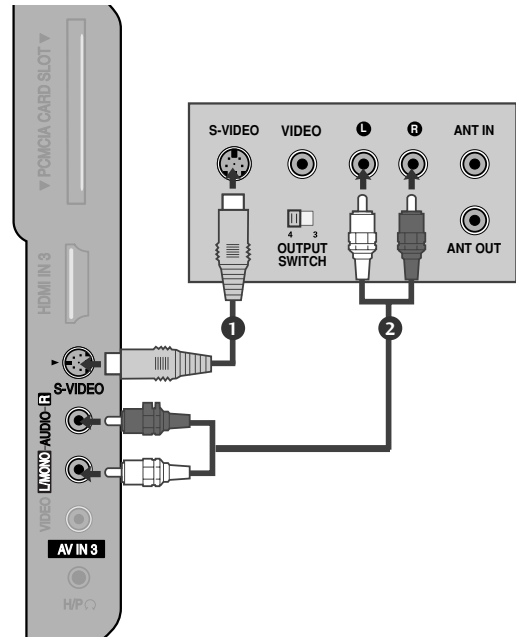 ▼ PCMCIA CARD SLOT ▼
HDMI IN 3
S-VIDEO
L/MONO-AUDIO-R
VIDEO
AV IN 3
H/P
S-VIDEO
VIDEO
L
R
ANT IN
4 3
OUTPUT
SWITCH
ANT OUT
1
2